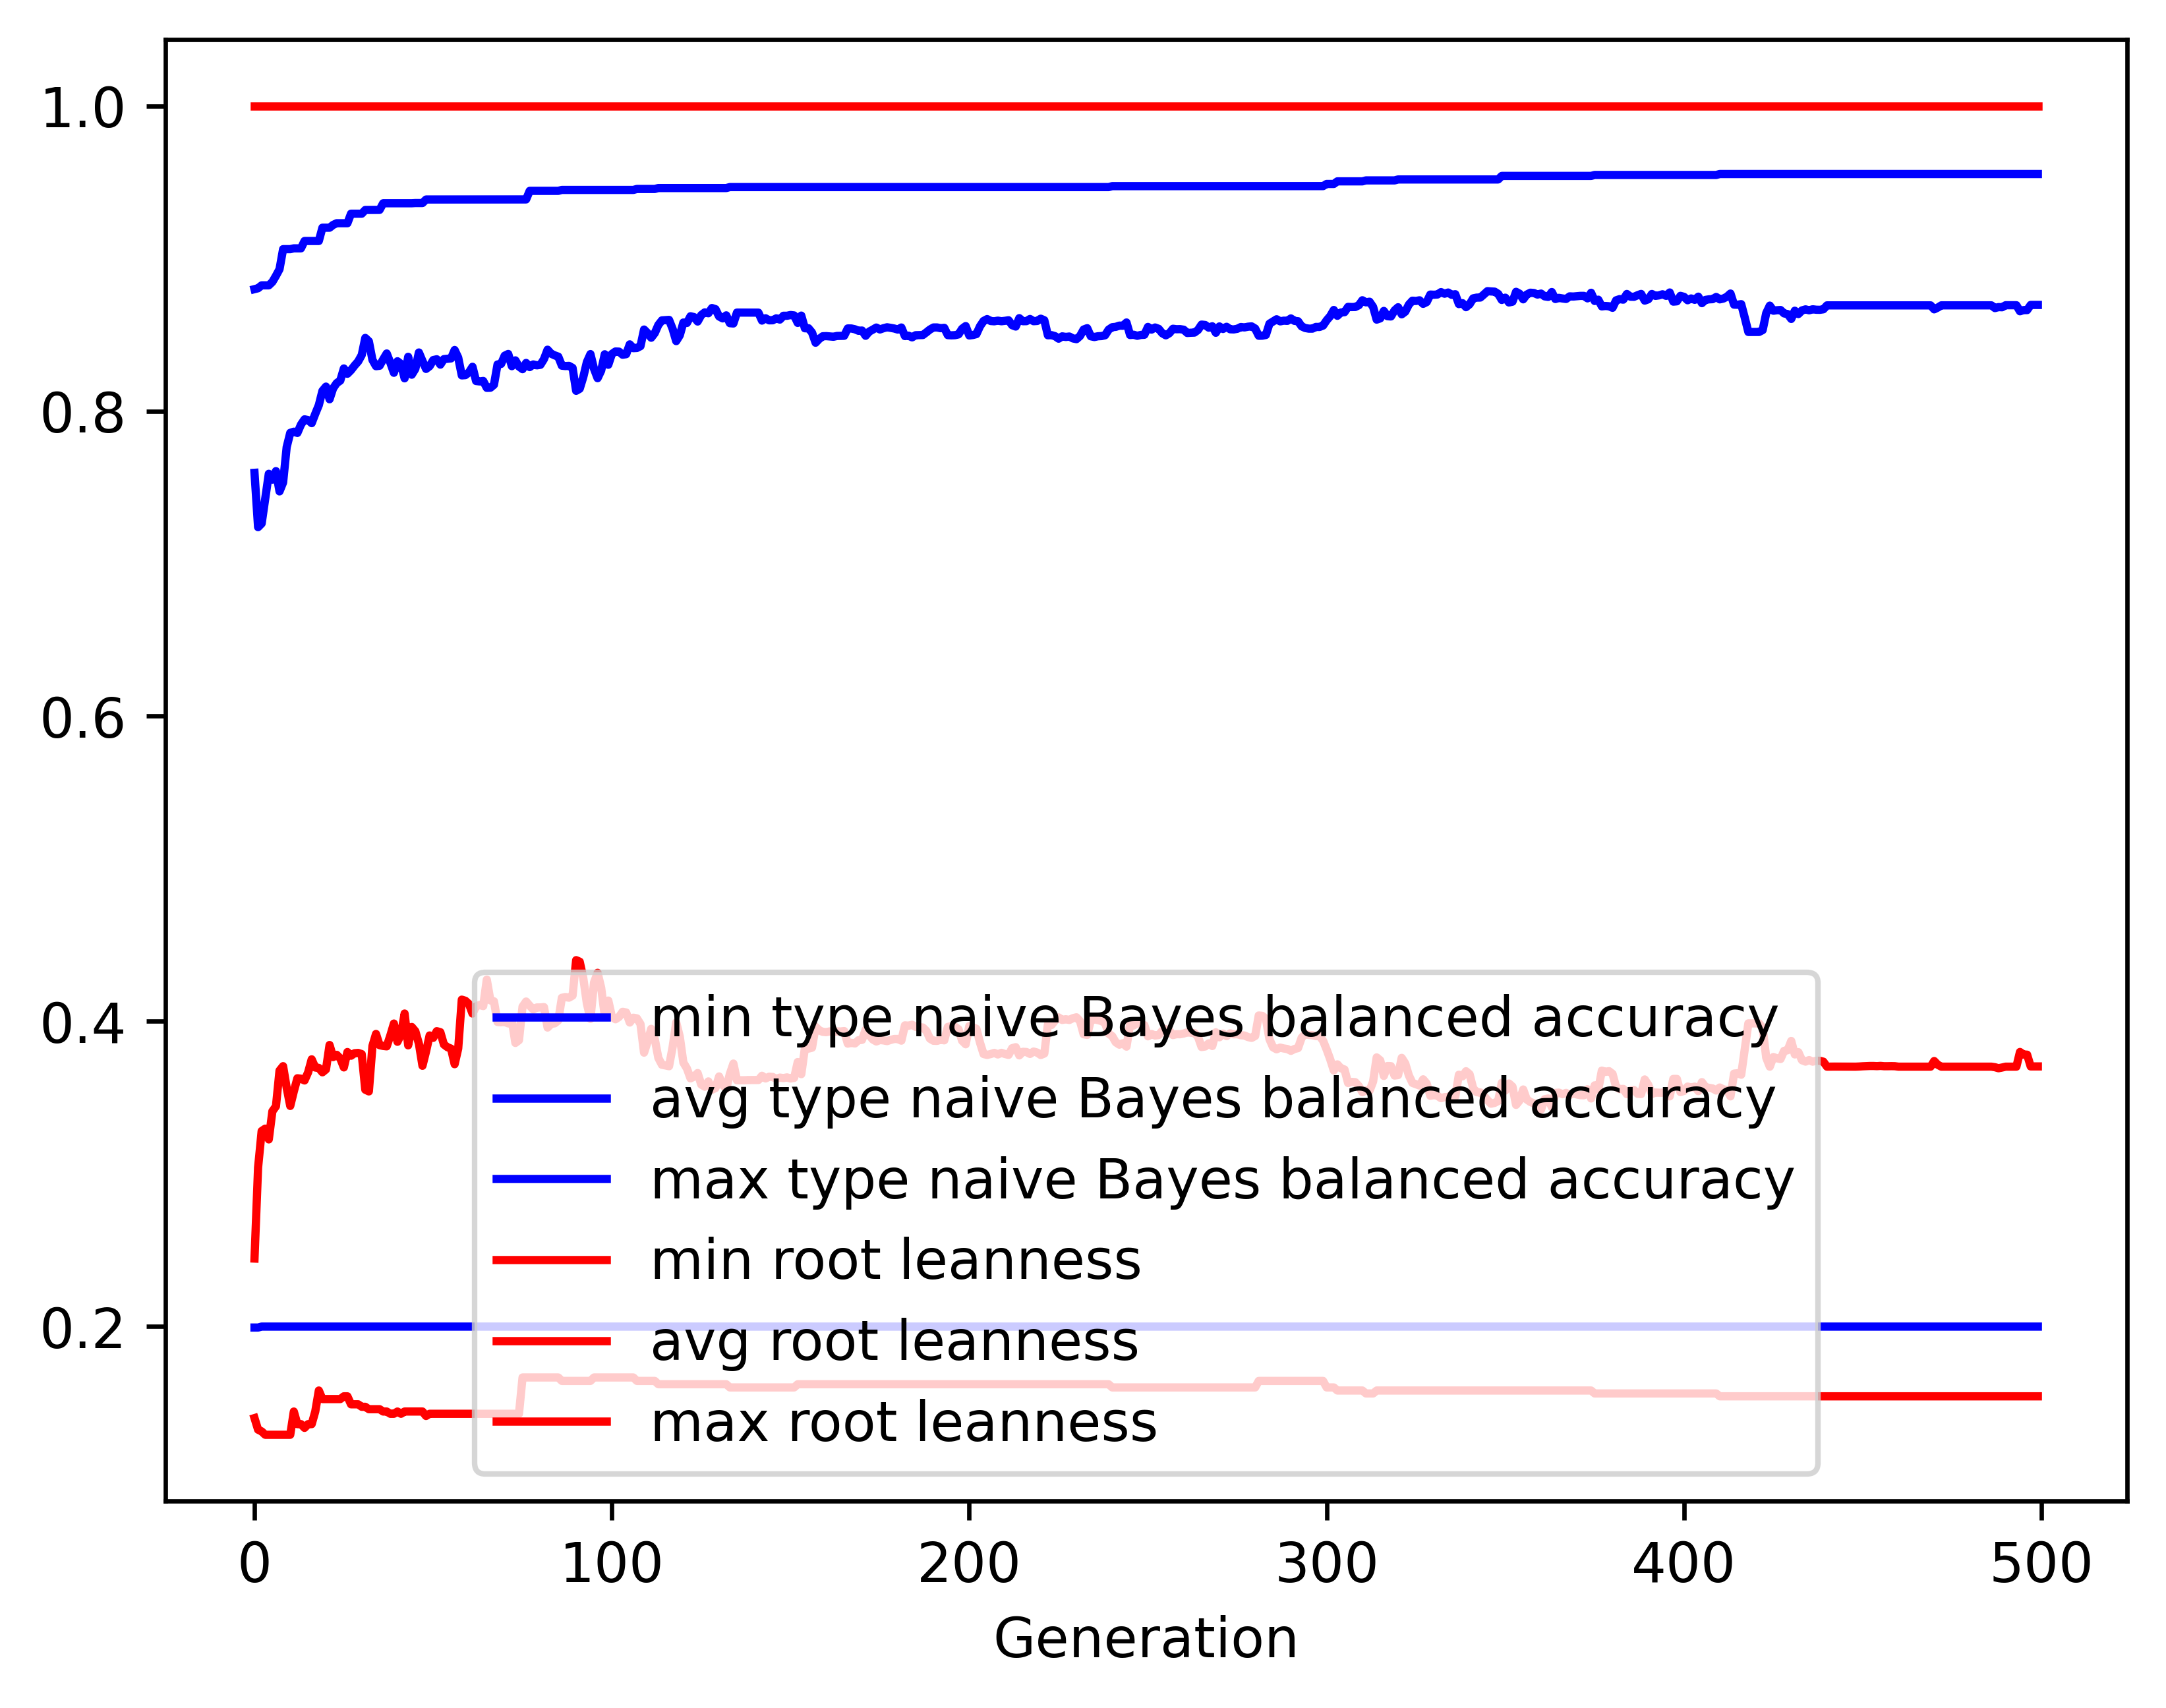 1.0
0.8
0.6
0.4
0.2
min type naive Bayes balanced accuracy
avg type naive Bayes balanced accuracy
max type naive Bayes balanced accuracy
min root leanness
avg root leanness
max root leanness
0 100 200 300 400 500
Generation